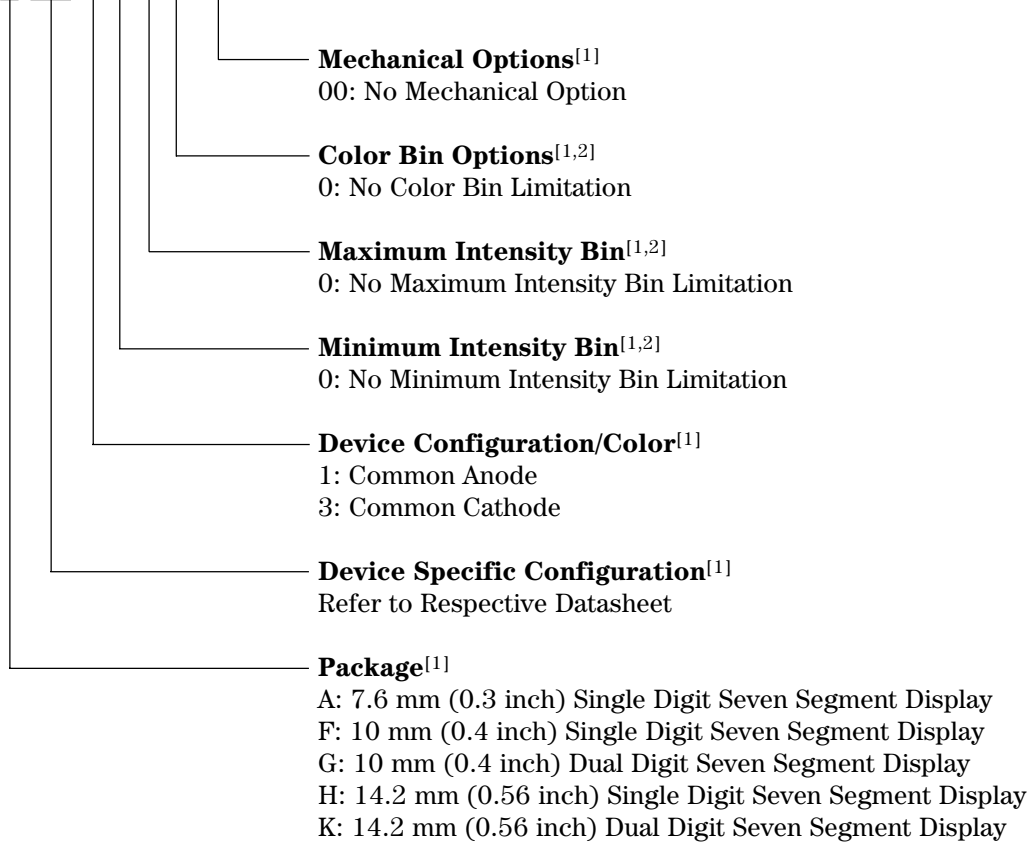 Mechanical Options[1]
00: No Mechanical Option
Color Bin Options[1,2]
0: No Color Bin Limitation
Maximum Intensity Bin[1,2]
0: No Maximum Intensity Bin Limitation
Minimum Intensity Bin[1,2]
0: No Minimum Intensity Bin Limitation
Device Configuration/Color[1]
1: Common Anode
3: Common Cathode
Device Specific Configuration[1]
Refer to Respective Datasheet
Package[1]
A: 7.6 mm (0.3 inch) Single Digit Seven Segment Display
F: 10 mm (0.4 inch) Single Digit Seven Segment Display
G: 10 mm (0.4 inch) Dual Digit Seven Segment Display
H: 14.2 mm (0.56 inch) Single Digit Seven Segment Display
K: 14.2 mm (0.56 inch) Dual Digit Seven Segment Display